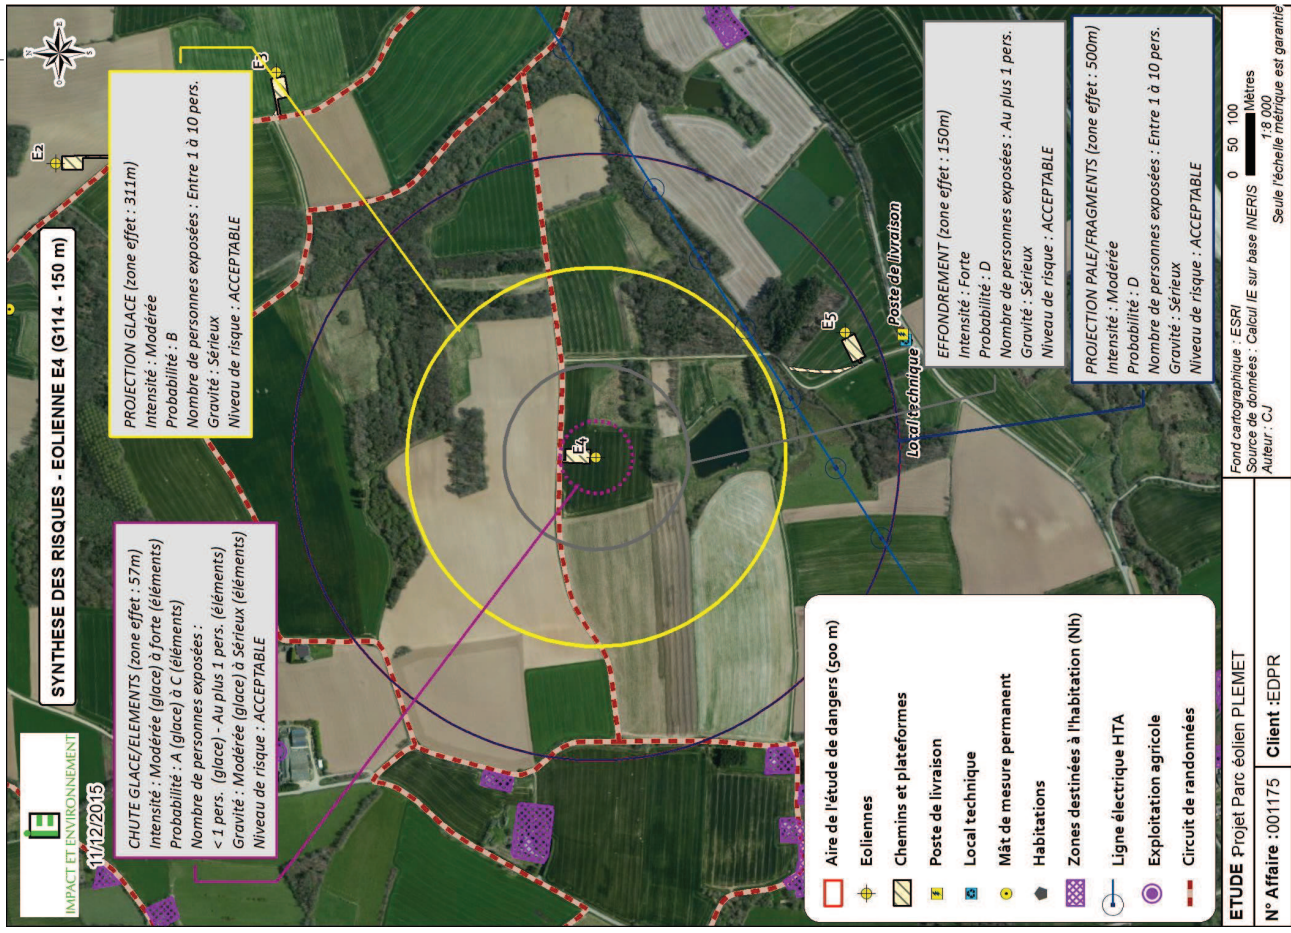 SYNTHESE DES RISQUES - EOLIENNE E4 (G114 - 150 m)
IMPACT ET ENVIRONNEMENT
11/12/2015
N
E
S
O
CHUTE GLACE/ELEMENTS (zone effet : 57m)
Intensité : Modérée (glace) à forte (éléments)
Probabilité : A (glace) à C (éléments)
Nombre de personnes exposées :
< 1 pers. (glace) - Au plus 1 pers. (éléments)
Gravité : Modérée (glace) à Sérieux (éléments)
Niveau de risque : ACCEPTABLE
PROJECTION GLACE (zone effet : 311m)
Intensité : Modérée
Probabilité : B
Nombre de personnes exposées : Entre 1 à 10 pers.
Gravité : Sérieux
Niveau de risque : ACCEPTABLE
E2
E3
E4
E5
Poste de livraison
Local technique
EFFONDREMENT (zone effet : 150m)
Intensité : Forte
Probabilité : D
Nombre de personnes exposées : Au plus 1 pers.
Gravité : Sérieux
Niveau de risque : ACCEPTABLE
PROJECTION PALE/FRAGMENTS (zone effet : 500m)
Intensité : Modérée
Probabilité : D
Nombre de personnes exposées : Entre 1 à 10 pers.
Gravité : Sérieux
Niveau de risque : ACCEPTABLE
Aire de l'étude de dangers (500 m)
Eoliennes
Chemins et plateformes
Poste de livraison
Local technique
Mât de mesure permanent
Habitations
Zones destinées à l'habitation (Nh)
Ligne électrique HTA
Exploitation agricole
Circuit de randonnées
ETUDE :Projet Parc éolien PLEMET
N° Affaire :001175 Client :EDPR
Fond cartographique : ESRI
Source de données : Calcul IE sur base INERIS
Auteur : CJ
0 50 100
Mètres
1:8 000
Seule l'échelle métrique est garantie